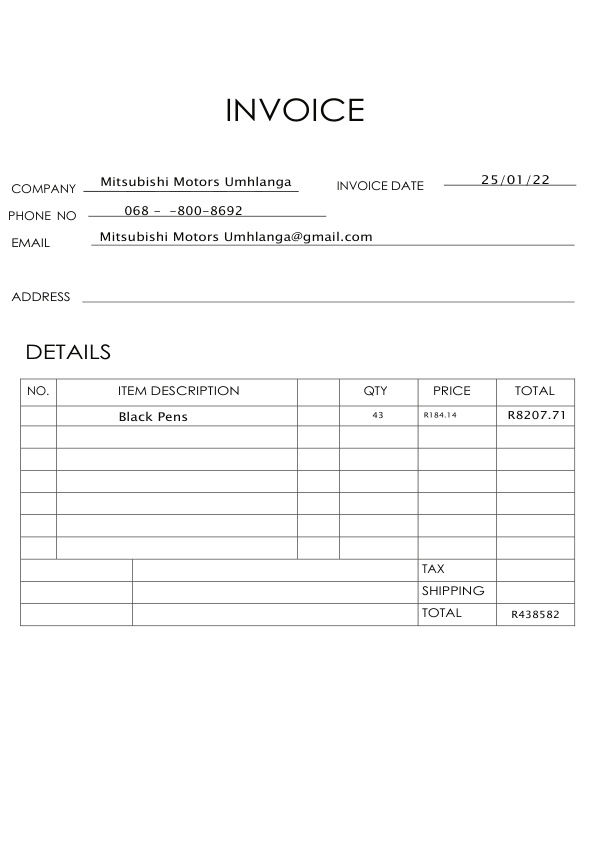 INVOICE
COMPANY Mitsubishi Motors Umhlanga INVOICE DATE 25/01/22
PHONE NO 068 - -800-8692
EMAIL Mitsubishi Motors Umhlanga@gmail.com
ADDRESS
DETAILS
NO. ITEM DESCRIPTION QTY PRICE TOTAL
Black Pens 43 R184.14 R8207.71
TAX
SHIPPING
TOTAL R438582